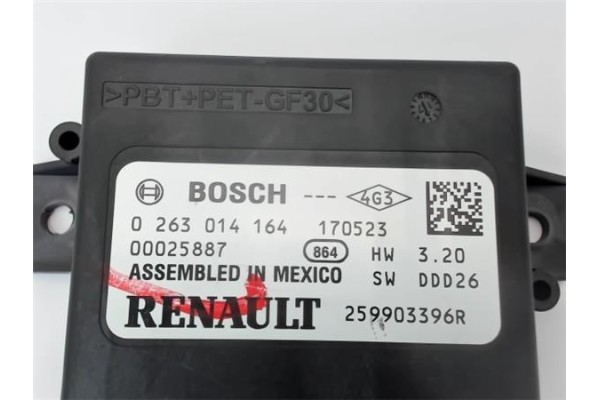 >PBT+PET-GF30<
BOSCH --- 4G3
0 263 014 164 170523
00025887 864 HW 3.20
ASSEMBLED IN MEXICO SW DDD26
RENAULT 259903396R